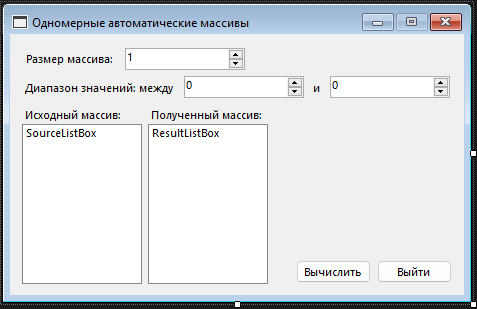 Одномерные автоматические массивы
Размер массива: 1
Диапазон значений: между 0 и 0
Исходный массив: Полученный массив:
SourceListBox ResultListBox
Вычислить Выйти